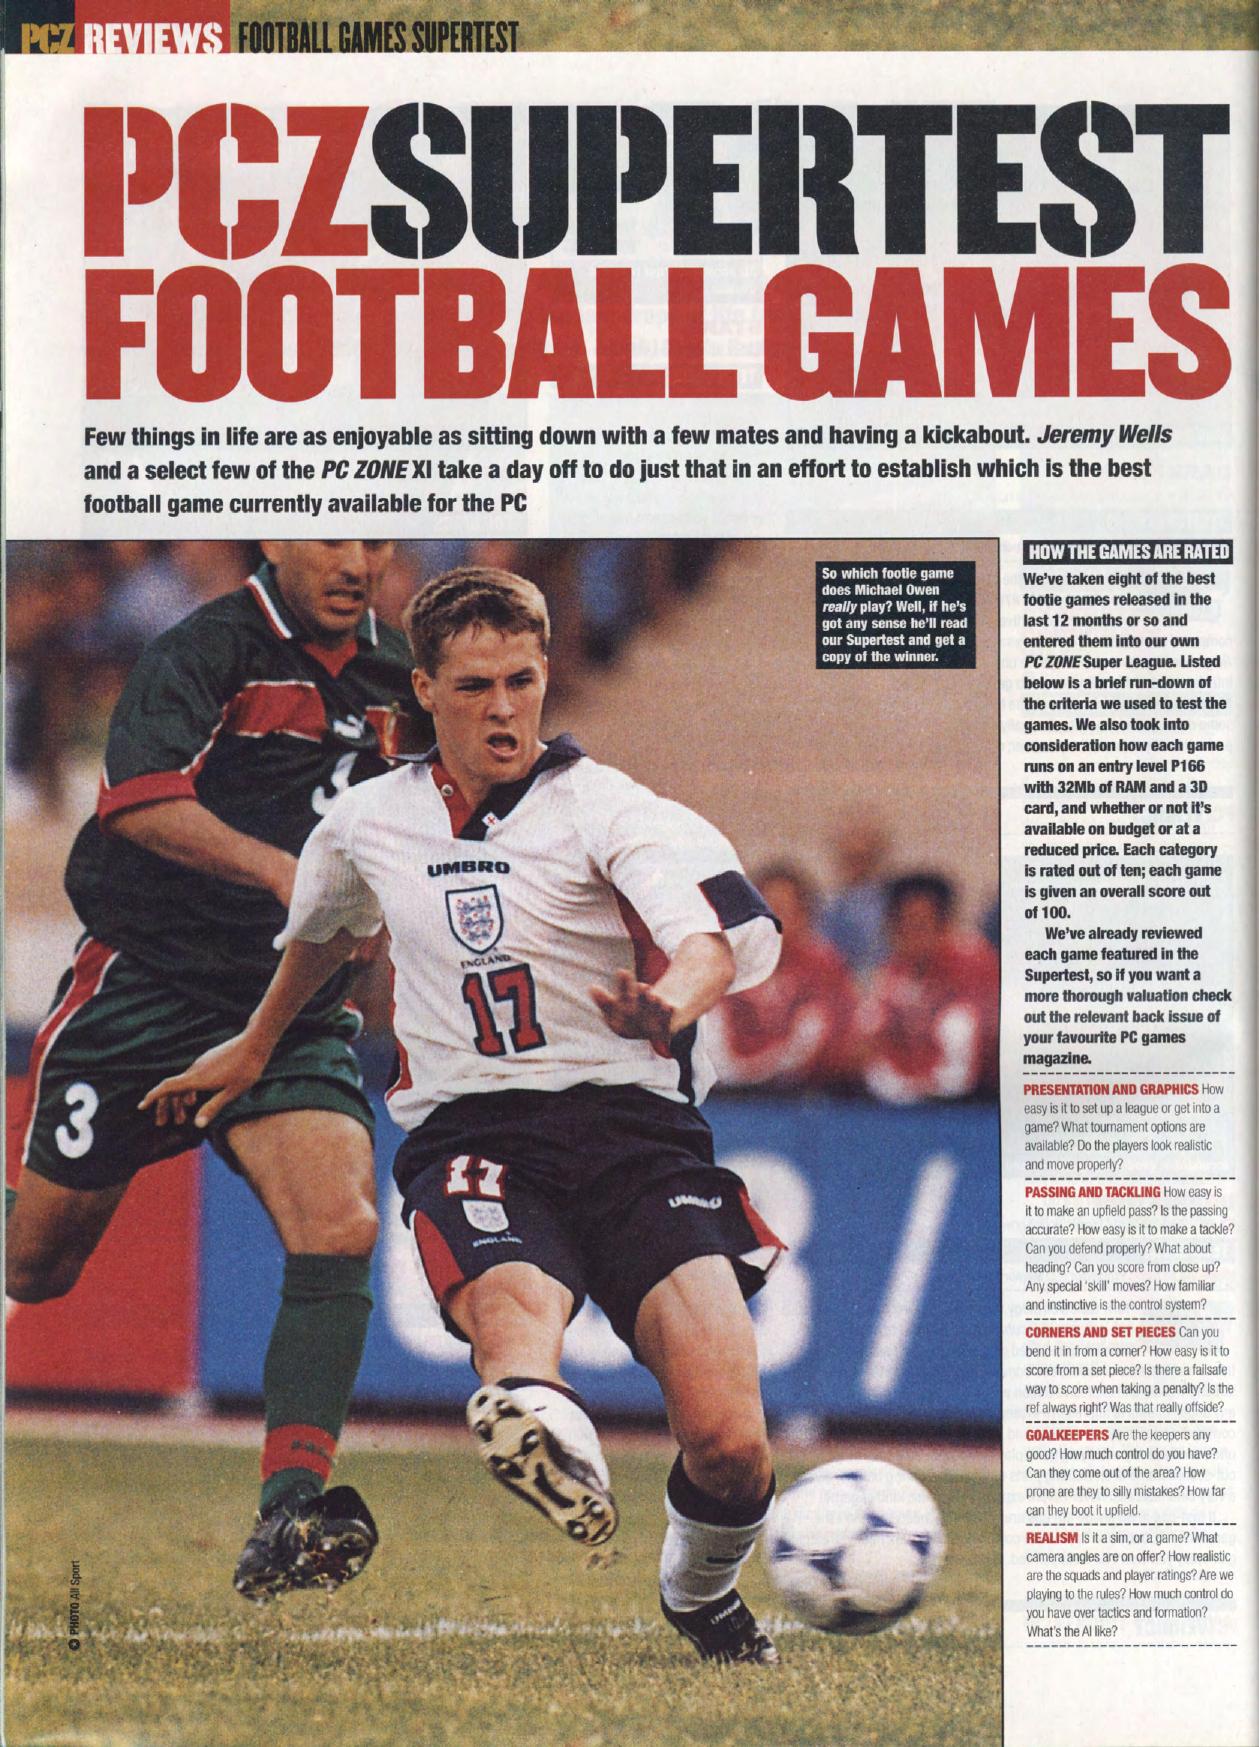 PCZ REVIEWS FOOTBALL GAMES SUPERTEST
PCZSUPERTEST
FOOTBALL GAMES
Few things in life are as enjoyable as sitting down with a few mates and having a kickabout. Jeremy Wells
and a select few of the PC ZONE XI take a day off to do just that in an effort to establish which is the best
football game currently available for the PC
So which footie game
does Michael Owen
really play? Well, if he's
got any sense he'll read
our Supertest and get a
copy of the winner.
UMBRO
ENGLAND
17
3
17
UMBRO
ENGLAND
PHOTO All Sport
HOW THE GAMES ARE RATED
We've taken eight of the best
footie games released in the
last 12 months or so and
entered them into our own
PC ZONE Super League. Listed
below is a brief run-down of
the criteria we used to test the
games. We also took into
consideration how each game
runs on an entry level P166
with 32Mb of RAM and a 3D
card, and whether or not it's
available on budget or at a
reduced price. Each category
is rated out of ten; each game
is given an overall score out
of 100.
We've already reviewed
each game featured in the
Supertest, so if you want a
more thorough valuation check
out the relevant back issue of
your favourite PC games
magazine.
PRESENTATION AND GRAPHICS How
easy is it to set up a league or get into a
game? What tournament options are
available? Do the players look realistic
and move properly?
PASSING AND TACKLING How easy is
it to make an upfield pass? Is the passing
accurate? How easy is it to make a tackle?
Can you defend properly? What about
heading? Can you score from close up?
Any special 'skill' moves? How familiar
and instinctive is the control system?
CORNERS AND SET PIECES Can you
bend it in from a corner? How easy is it to
score from a set piece? Is there a failsafe
way to score when taking a penalty? Is the
ref always right? Was that really offside?
GOALKEEPERS Are the keepers any
good? How much control do you have?
Can they come out of the area? How
prone are they to silly mistakes? How far
can they boot it upfield.
REALISM Is it a sim, or a game? What
camera angles are on offer? How realistic
are the squads and player ratings? Are we
playing to the rules? How much control do
you have over tactics and formation?
What's the AI like?